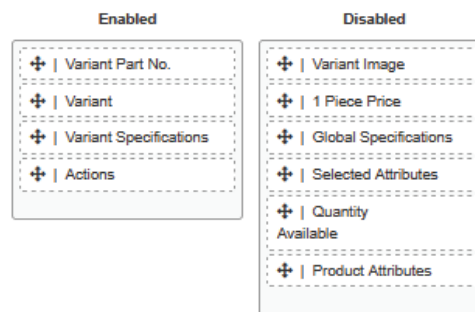 Enabled
| Variant Part No.
| Variant
| Variant Specifications
| Actions
Disabled
| Variant Image
| 1 Piece Price
| Global Specifications
| Selected Attributes
| Quantity
Available
| Product Attributes